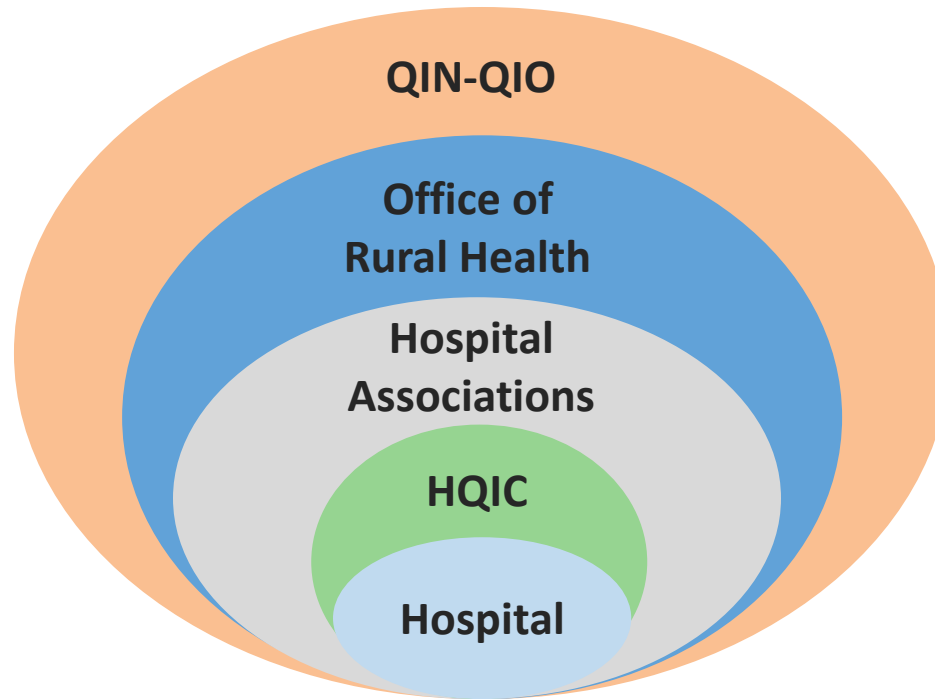 QIN-QIO
Office of
Rural Health
Hospital
Associations
HQIC
Hospital